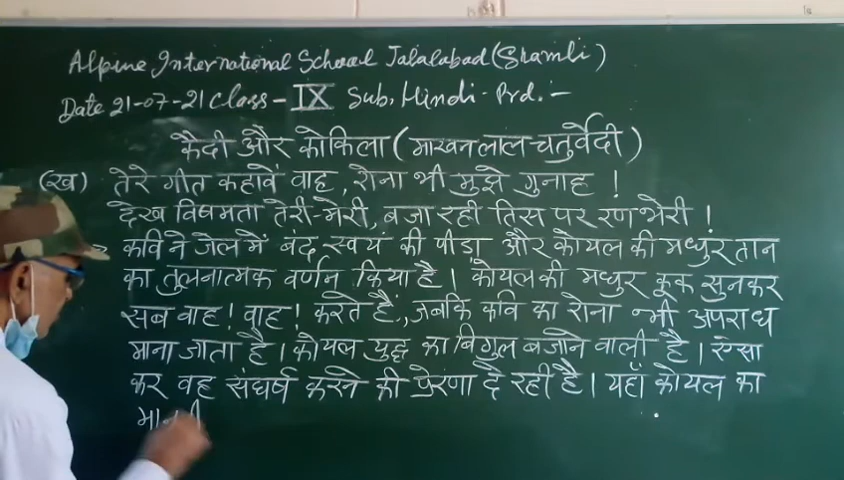 Alpine International School Jalalabad (Shamli)
Date 21-07-21 Class - IX Sub. Hindi - Prd. :-
कैदी और कोकिला (माखनलाल चतुर्वेदी)
(ख) तेरे गीत कहावें वाह, रोना भी मुझे गुनाह !
देख विषमता तेरी-मेरी, बजा रही तिस पर रणभेरी !
कवि ने जेल में बंद स्वयं की पीड़ा और कोयल की मधुर तान
का तुलनात्मक वर्णन किया है। कोयल की मधुर कूक सुनकर
सब वाह! वाह! करते हैं, जबकि कवि का रोना भी अपराध
माना जाता है। कोयल युद्ध का बिगुल बजाने वाली है। ऐसा
कर वह संघर्ष करने की प्रेरणा दे रही है। यहाँ कोयल का